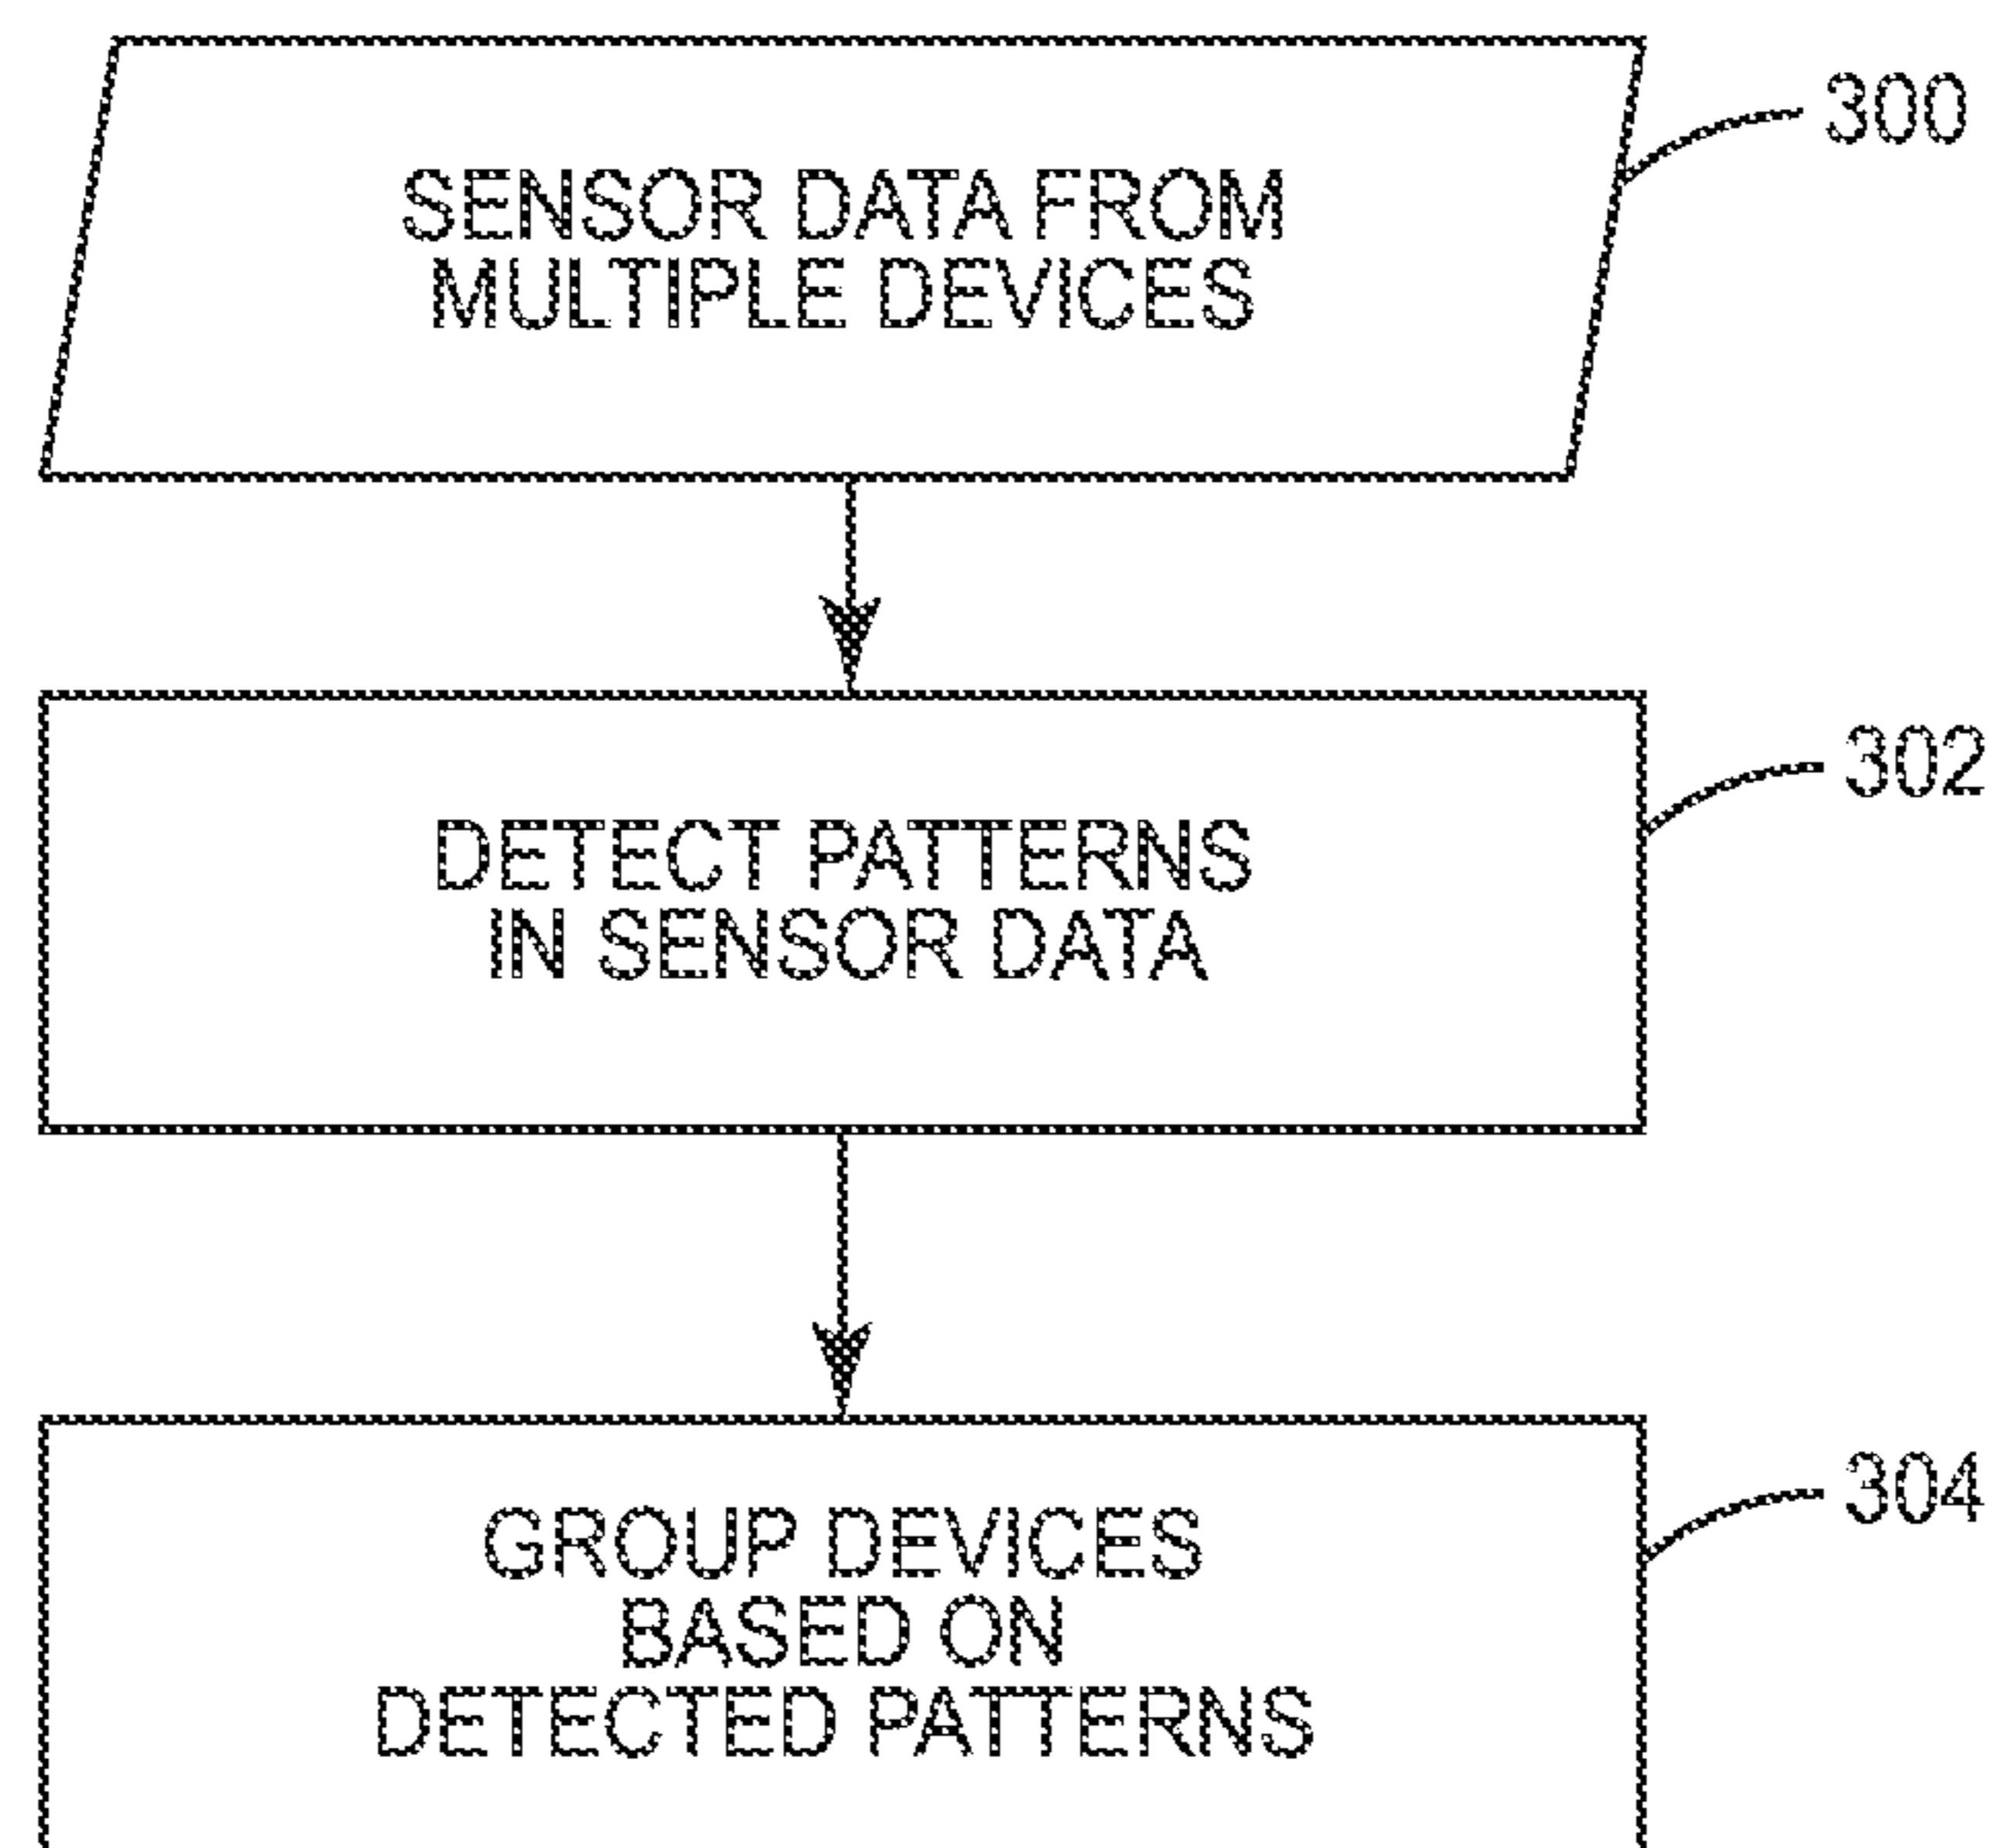 SENSOR DATA FROM
MULTIPLE DEVICES
300
DETECT PATTERNS
IN SENSOR DATA
302
GROUP DEVICES
BASED ON
DETECTED PATTERNS
304